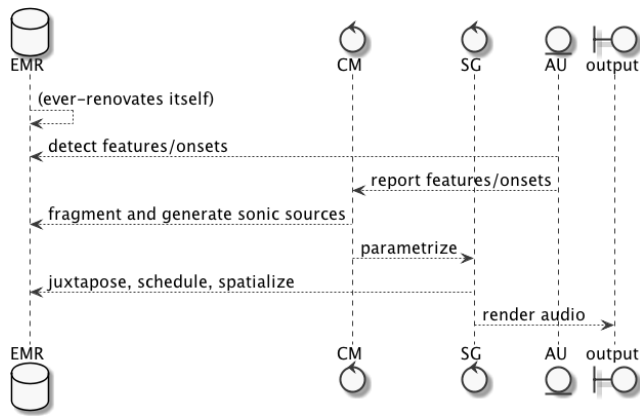 EMR CM SG AU output
(ever-renovates itself)
detect features/onsets
report features/onsets
fragment and generate sonic sources
parametrize
juxtapose, schedule, spatialize
render audio
EMR CM SG AU output